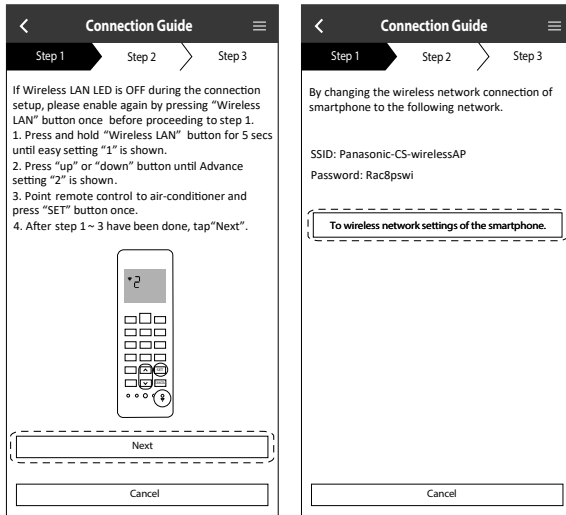 Connection Guide
Step 1
Step 2
Step 3
If Wireless LAN LED is OFF during the connection
setup, please enable again by pressing “Wireless
LAN” button once before proceeding to step 1.
1. Press and hold “Wireless LAN” button for 5 secs
until easy setting “1” is shown.
2. Press “up” or “down” button until Advance
setting “2” is shown.
3. Point remote control to air-conditioner and
press “SET” button once.
4. After step 1~3 have been done, tap“Next”.
*2
Next
Cancel
Connection Guide
Step 1
Step 2
Step 3
By changing the wireless network connection of
smartphone to the following network.
SSID: Panasonic-CS-wirelessAP
Password: Rac8pswi
To wireless network settings of the smartphone.
Cancel